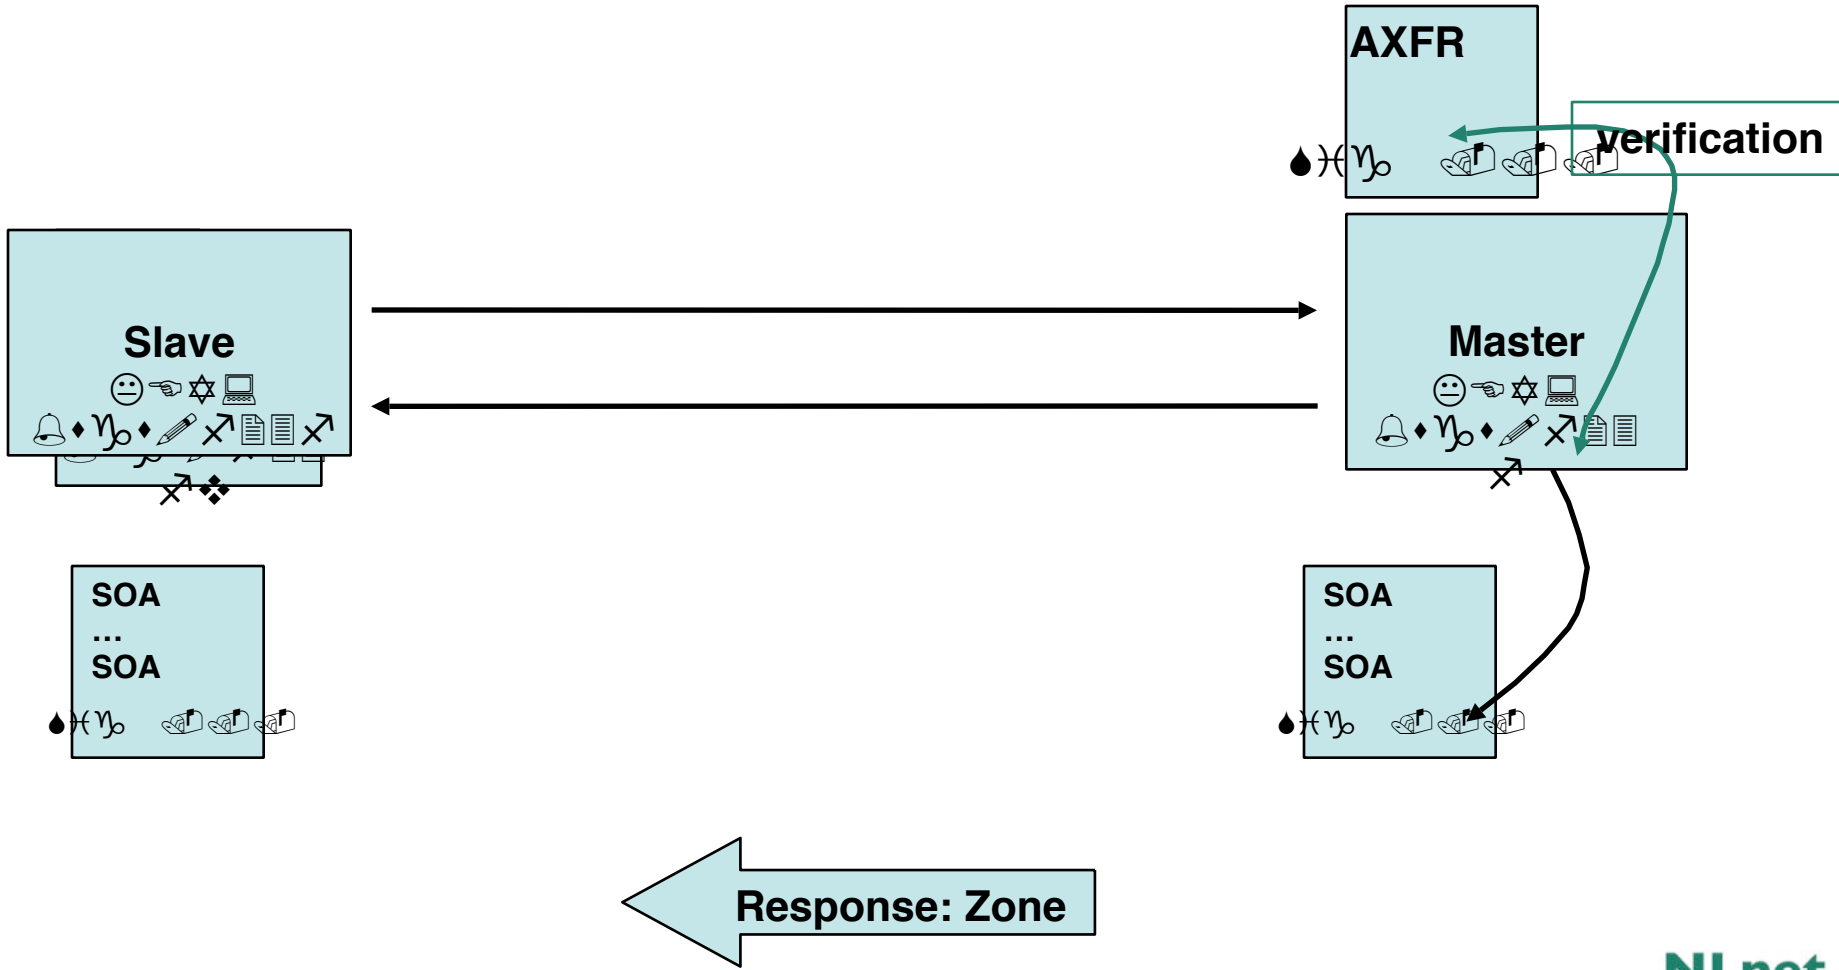 AXFR
verification
Slave
Master
SOA
...
SOA
SOA
...
SOA
Response: Zone